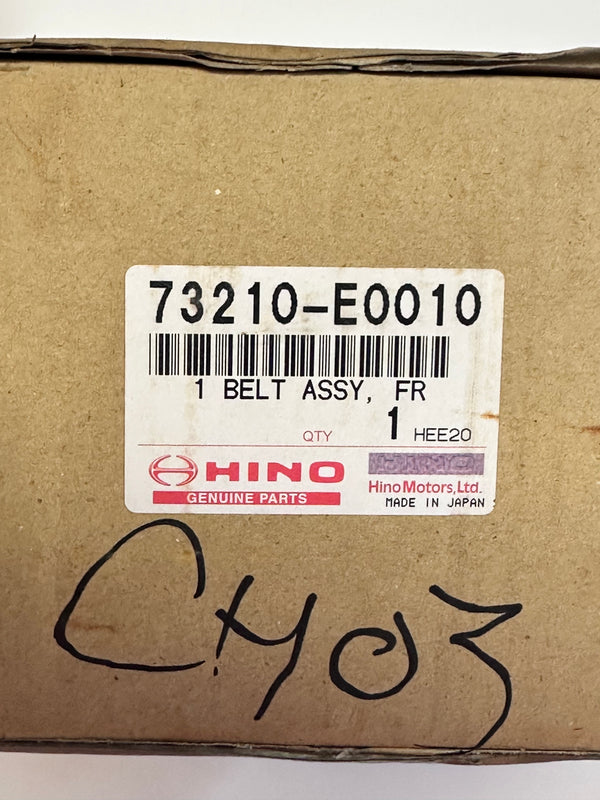 73210-E0010
1 BELT ASSY, FR
QTY 1 HEE20
HINO
GENUINE PARTS
HINO
Hino Motors, Ltd.
MADE IN JAPAN
CH03